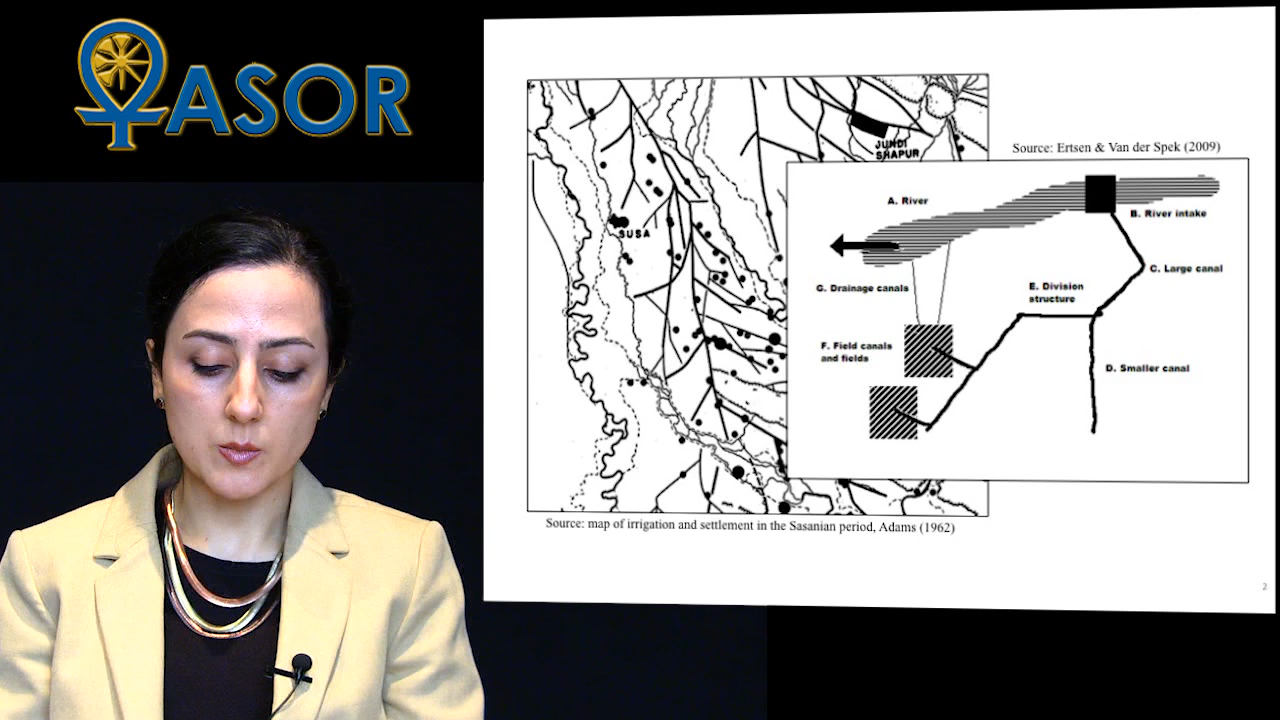 ASOR
JUNDI
SHAPUR
SUSA
Source: Ertsen & Van der Spek (2009)
A. River
B. River intake
C. Large canal
G. Drainage canals
E. Division
structure
F. Field canals
and fields
D. Smaller canal
Source: map of irrigation and settlement in the Sasanian period, Adams (1962)
2